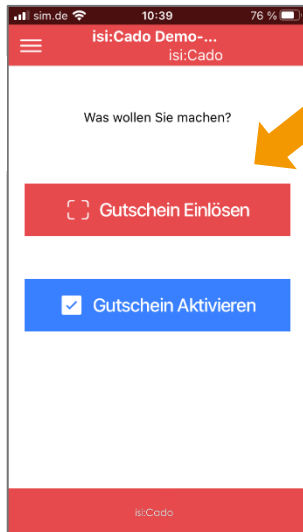 sim.de 10:39 76 %
isi:Cado Demo-...
isi:Cado
Was wollen Sie machen?
Gutschein Einlösen
Gutschein Aktivieren
isi:Cado